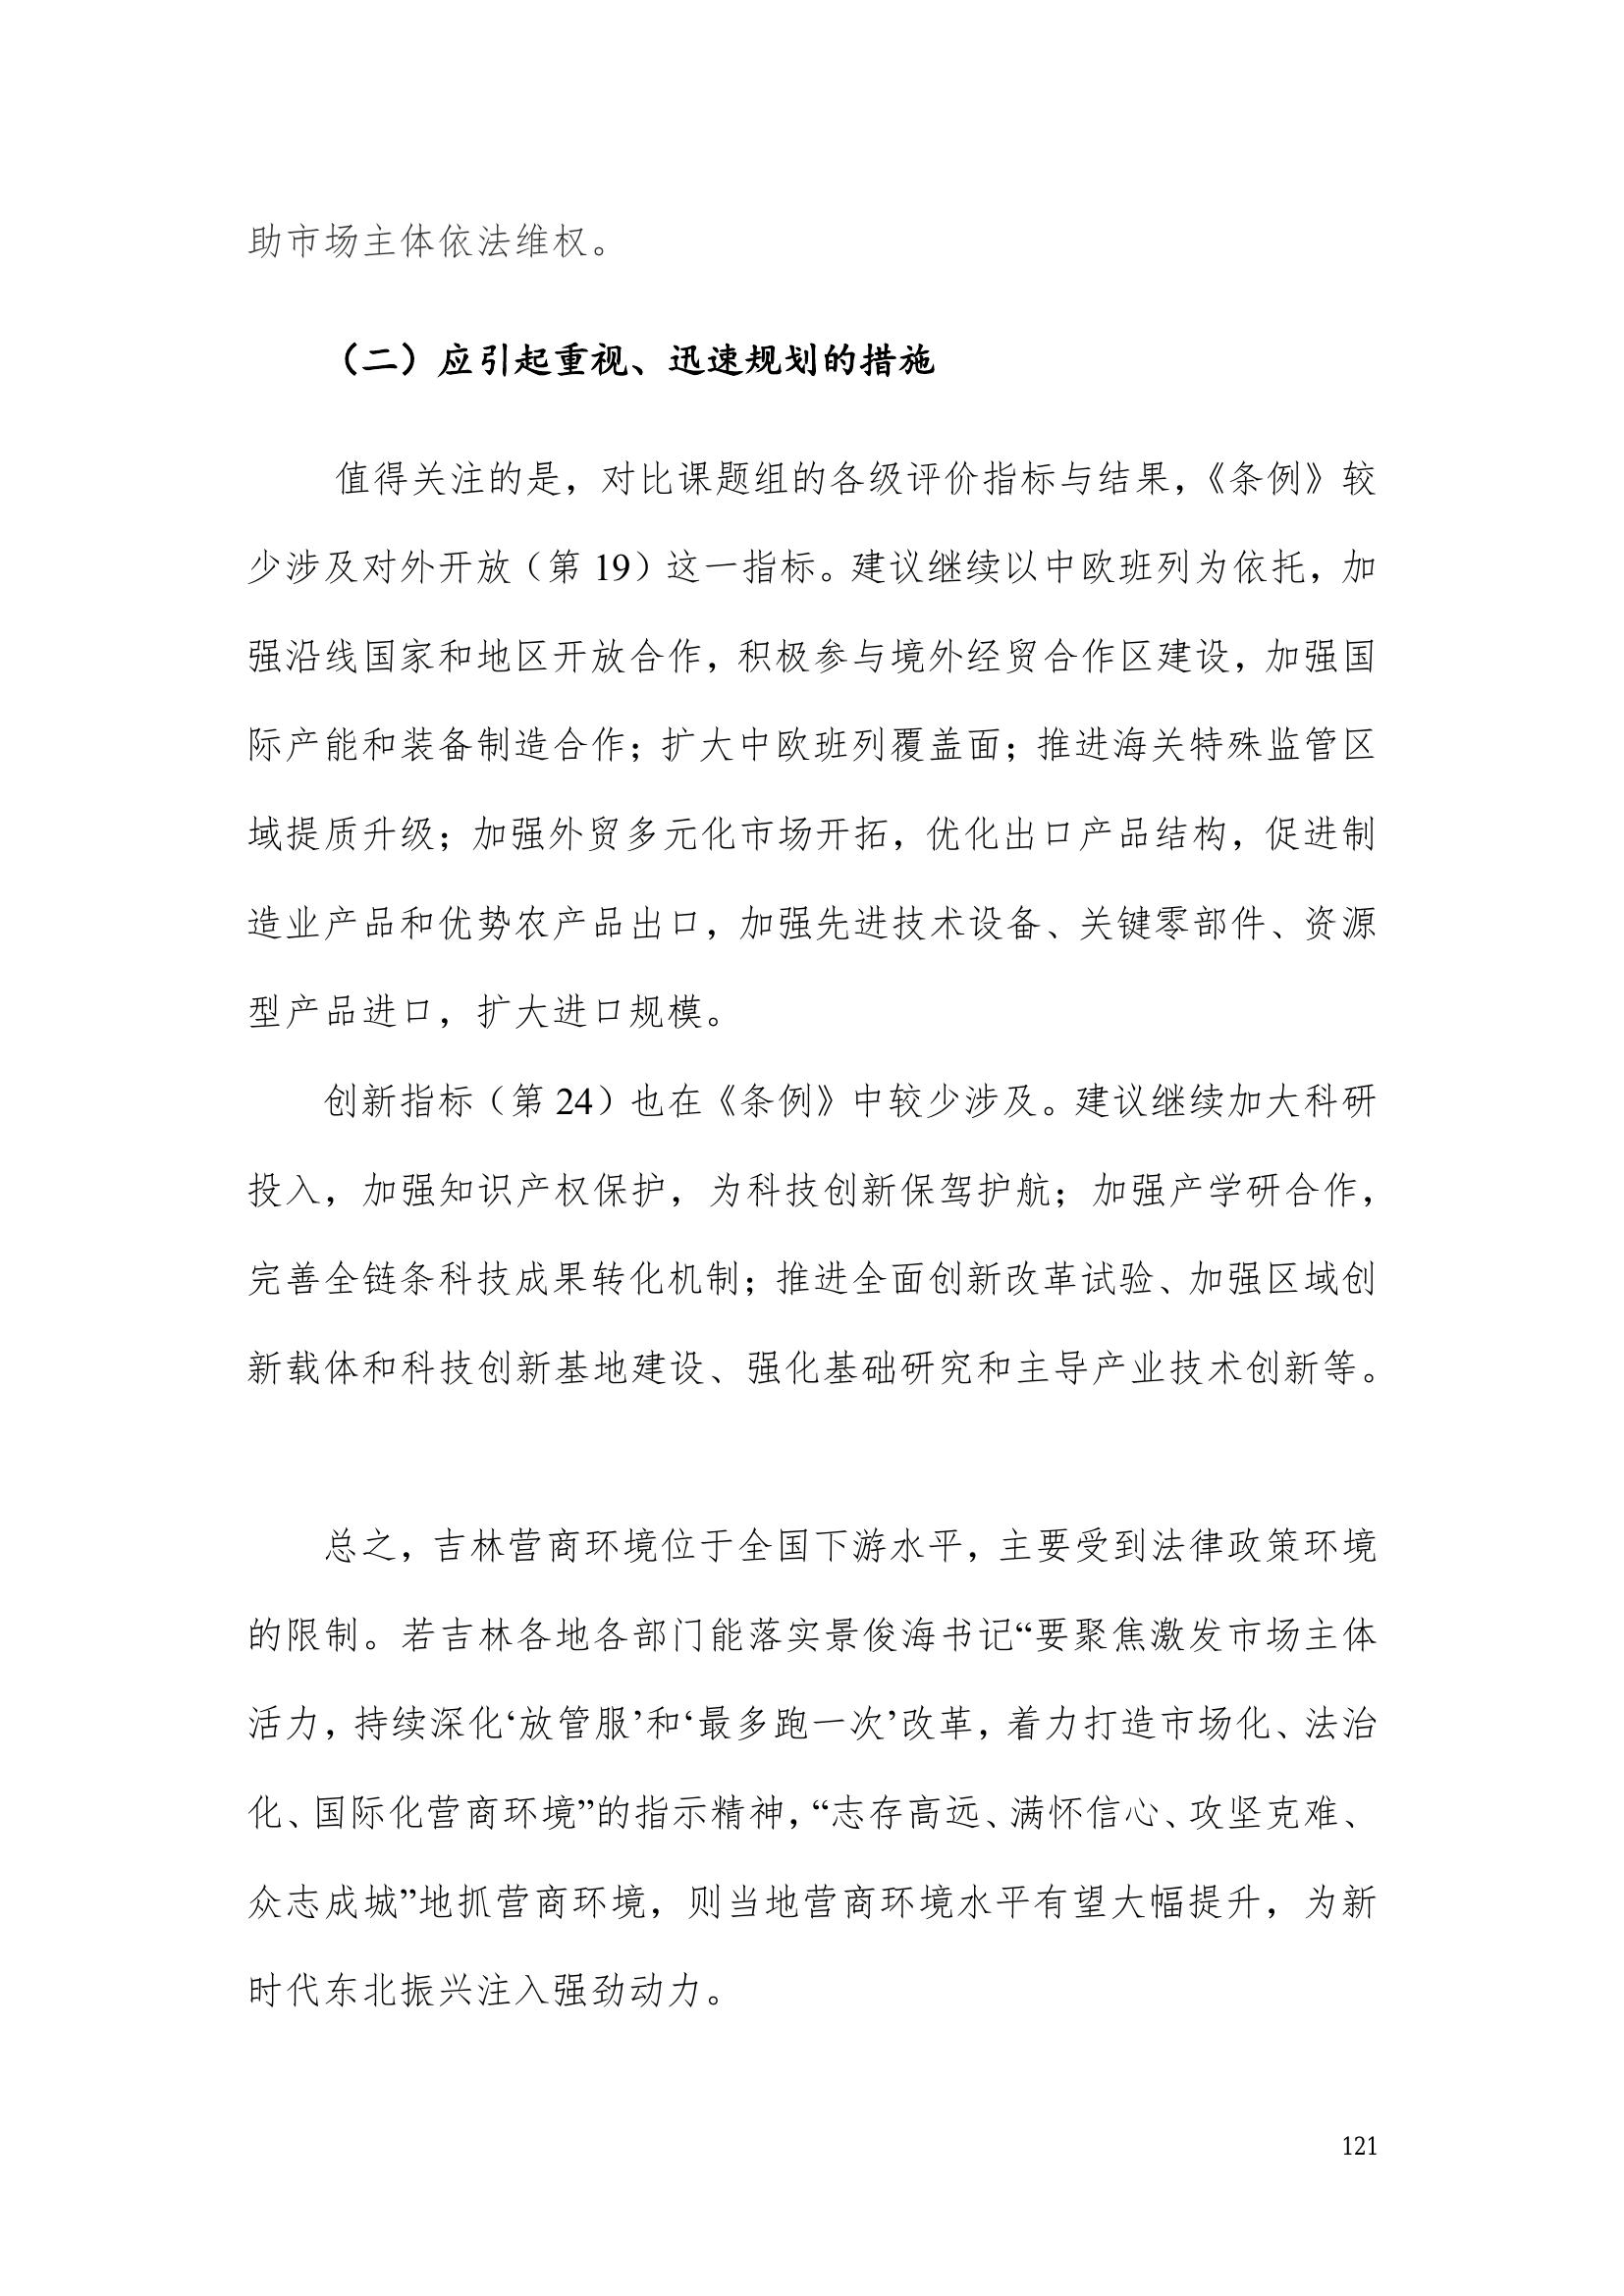 助市场主体依法维权。
（二）应引起重视、迅速规划的措施
值得关注的是，对比课题组的各级评价指标与结果，《条例》较
少涉及对外开放（第 19）这一指标。建议继续以中欧班列为依托，加
强沿线国家和地区开放合作，积极参与境外经贸合作区建设，加强国
际产能和装备制造合作；扩大中欧班列覆盖面；推进海关特殊监管区
域提质升级；加强外贸多元化市场开拓，优化出口产品结构，促进制
造业产品和优势农产品出口，加强先进技术设备、关键零部件、资源
型产品进口，扩大进口规模。
创新指标（第 24）也在《条例》中较少涉及。建议继续加大科研
投入，加强知识产权保护，为科技创新保驾护航；加强产学研合作，
完善全链条科技成果转化机制；推进全面创新改革试验、加强区域创
新载体和科技创新基地建设、强化基础研究和主导产业技术创新等。
总之，吉林营商环境位于全国下游水平，主要受到法律政策环境
的限制。若吉林各地各部门能落实景俊海书记“要聚焦激发市场主体
活力，持续深化‘放管服’和‘最多跑一次’改革，着力打造市场化、法治
化、国际化营商环境”的指示精神，“志存高远、满怀信心、攻坚克难、
众志成城”地抓营商环境，则当地营商环境水平有望大幅提升，为新
时代东北振兴注入强劲动力。
121